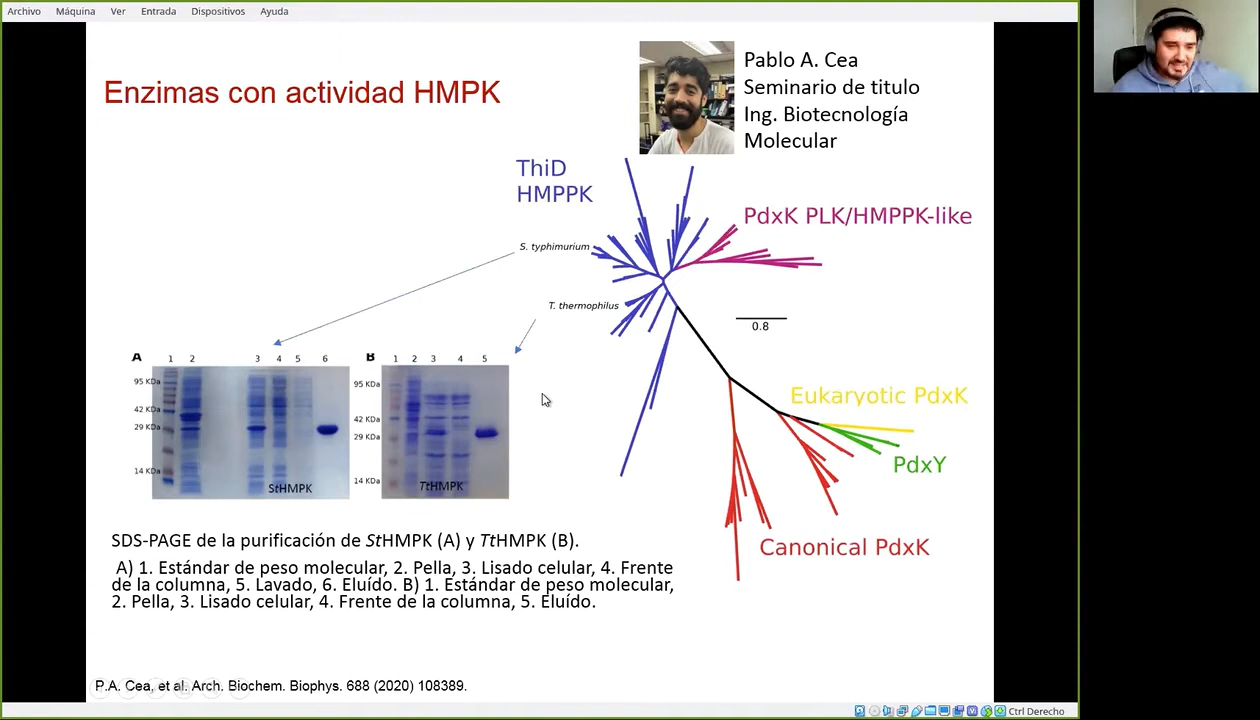 Archivo Máquina Ver Entrada Dispositivos Ayuda
Enzimas con actividad HMPK
Pablo A. Cea
Seminario de titulo
Ing. Biotecnología
Molecular
ThiD
HMPPK
PdxK PLK/HMPPK-like
S. typhimurium
T. thermophilus
0.8
Eukaryotic PdxK
PdxY
Canonical PdxK
A 1 2 3 4 5 6
95 KDa
42 KDa
29 KDa
14 KDa
StHMPK
B 1 2 3 4 5
95 KDa
42 KDa
29 KDa
14 KDa
TtHMPK
SDS-PAGE de la purificación de StHMPK (A) y TtHMPK (B).
A) 1. Estándar de peso molecular, 2. Pella, 3. Lisado celular, 4. Frente
de la columna, 5. Lavado, 6. Eluído. B) 1. Estándar de peso molecular,
2. Pella, 3. Lisado celular, 4. Frente de la columna, 5. Eluído.
P.A. Cea, et al. Arch. Biochem. Biophys. 688 (2020) 108389.
Ctrl Derecho